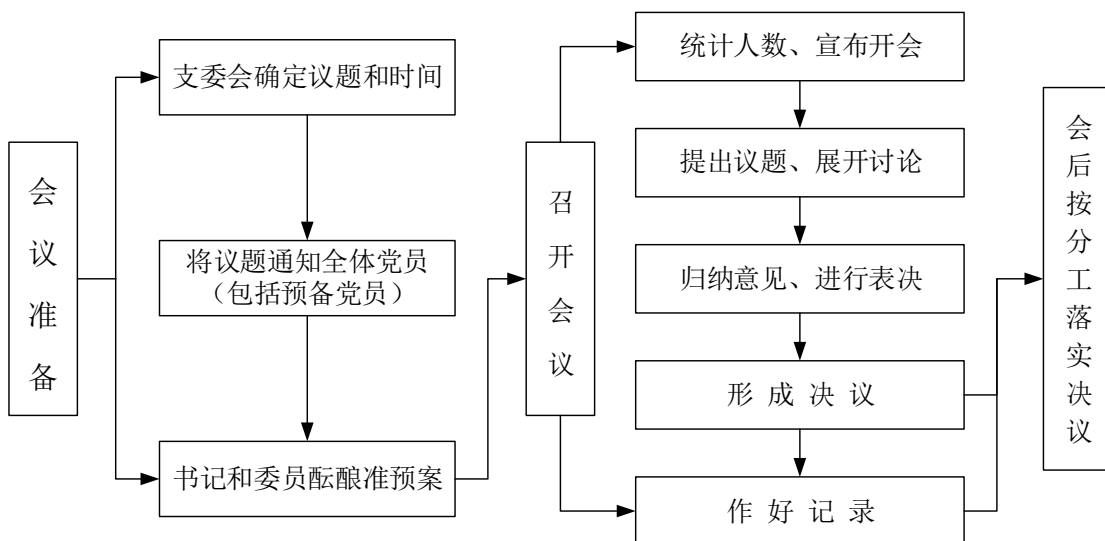 会议准备
支委会确定议题和时间
将议题通知全体党员
（包括预备党员）
书记和委员酝酿准预案
召开会议
统计人数、宣布开会
提出议题、展开讨论
归纳意见、进行表决
形成决议
作好记录
会后按分工落实决议